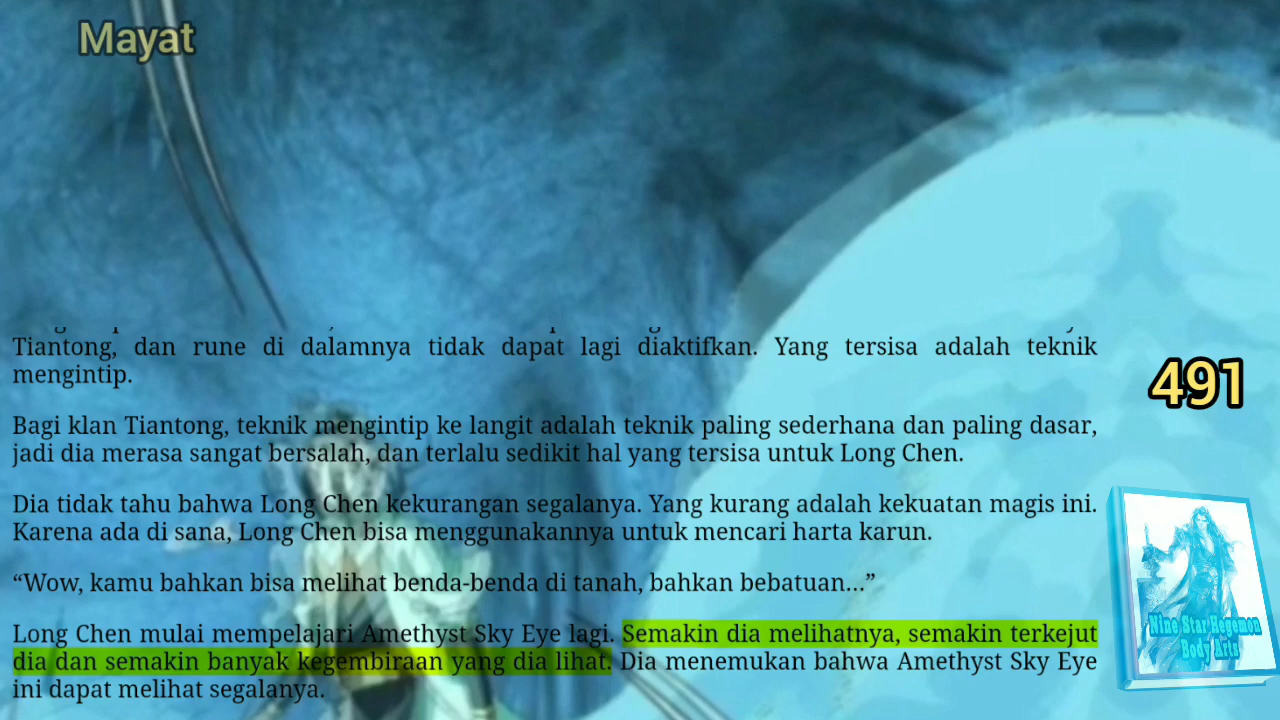 Mayat
Tiantong, dan rune di dalamnya tidak dapat lagi diaktifkan. Yang tersisa adalah teknik
mengintip.
Bagi klan Tiantong, teknik mengintip ke langit adalah teknik paling sederhana dan paling dasar,
jadi dia merasa sangat bersalah, dan terlalu sedikit hal yang tersisa untuk Long Chen.
Dia tidak tahu bahwa Long Chen kekurangan segalanya. Yang kurang adalah kekuatan magis ini.
Karena ada di sana, Long Chen bisa menggunakannya untuk mencari harta karun.
“Wow, kamu bahkan bisa melihat benda-benda di tanah, bahkan bebatuan...”
Long Chen mulai mempelajari Amethyst Sky Eye lagi. Semakin dia melihatnya, semakin terkejut
dia dan semakin banyak kegembiraan yang dia lihat. Dia menemukan bahwa Amethyst Sky Eye
ini dapat melihat segalanya.
491
Nine Star Hegemon
Body Arts